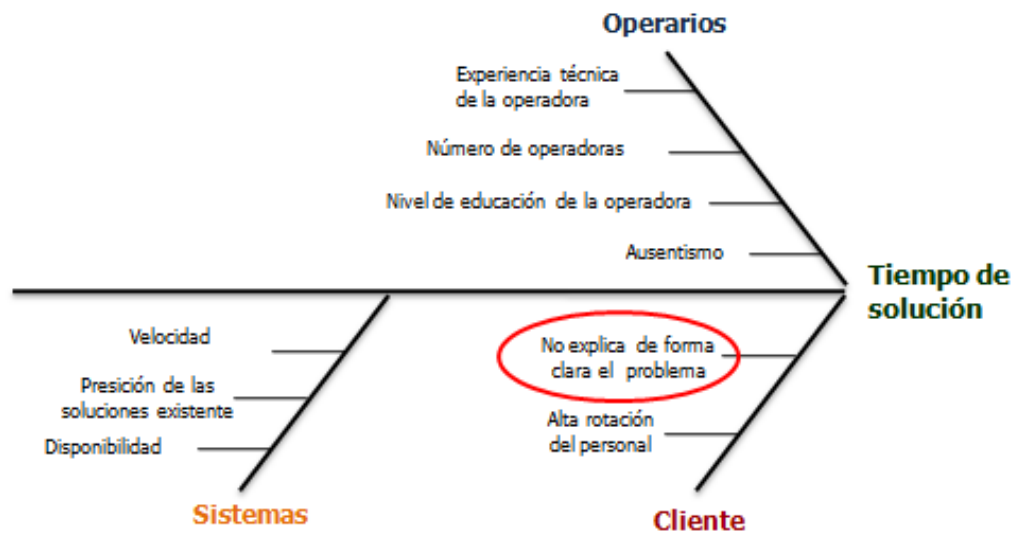 Operarios
Experiencia técnica
de la operadora
Número de operadoras
Nivel de educación de la operadora
Ausentismo
Tiempo de
solución
Velocidad
Presición de las
soluciones existente
Disponibilidad
Sistemas
No explica de forma
clara el problema
Alta rotación
del personal
Cliente